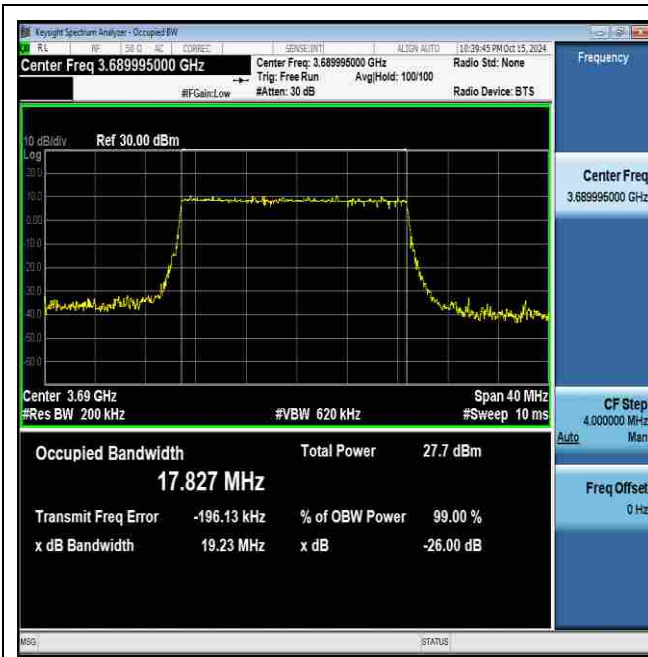 Keysight Spectrum Analyzer - Occupied BW
RL RF 50 Ω AC CORREC SENSE:INT ALIGN AUTO 10:39:45 PM Oct 15, 2024
Center Freq 3.689995000 GHz
Center Freq: 3.689995000 GHz
Radio Std: None
Trig: Free Run Avg|Hold: 100/100
#IFGain:Low #Atten: 30 dB Radio Device: BTS
10 dB/div Ref 30.00 dBm
Log
20.0
10.0
0.00
-10.0
-20.0
-30.0
-40.0
-50.0
-60.0
Center 3.69 GHz Span 40 MHz
#Res BW 200 kHz #VBW 620 kHz #Sweep 10 ms
Occupied Bandwidth Total Power 27.7 dBm
17.827 MHz
Transmit Freq Error -196.13 kHz % of OBW Power 99.00 %
x dB Bandwidth 19.23 MHz x dB -26.00 dB
MSG STATUS
Frequency
Center Freq
3.689995000 GHz
CF Step
4.000000 MHz
Auto Man
Freq Offset
0 Hz